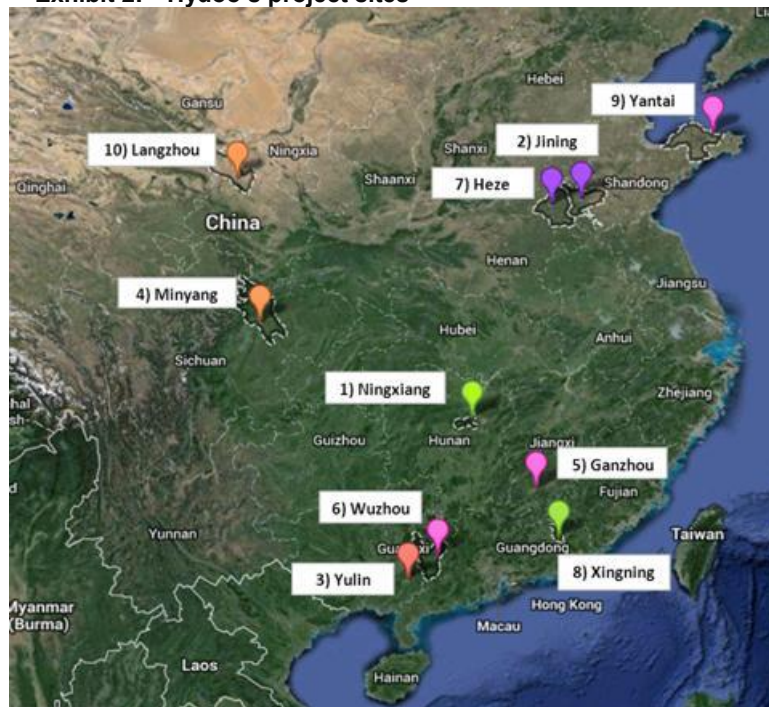 Exhibit 2: Hydoo's project sites
Hebei
Gansu
9) Yantai
10) Langzhou
Ningxia
Shanxi
2) Jining
Qinghai
Shaanxi
7) Heze
Shandong
China
Henan
Jiangsu
4) Minyang
Hubei
Anhui
Sichuan
Zhejiang
1) Ningxiang
Guizhou
Hunan
Jiangxi
5) Ganzhou
Fujian
6) Wuzhou
Yunnan
Guangxi
Guangdong
Taiwan
3) Yulin
8) Xingning
Myanmar
(Burma)
Hong Kong
Macau
Laos
Hainan